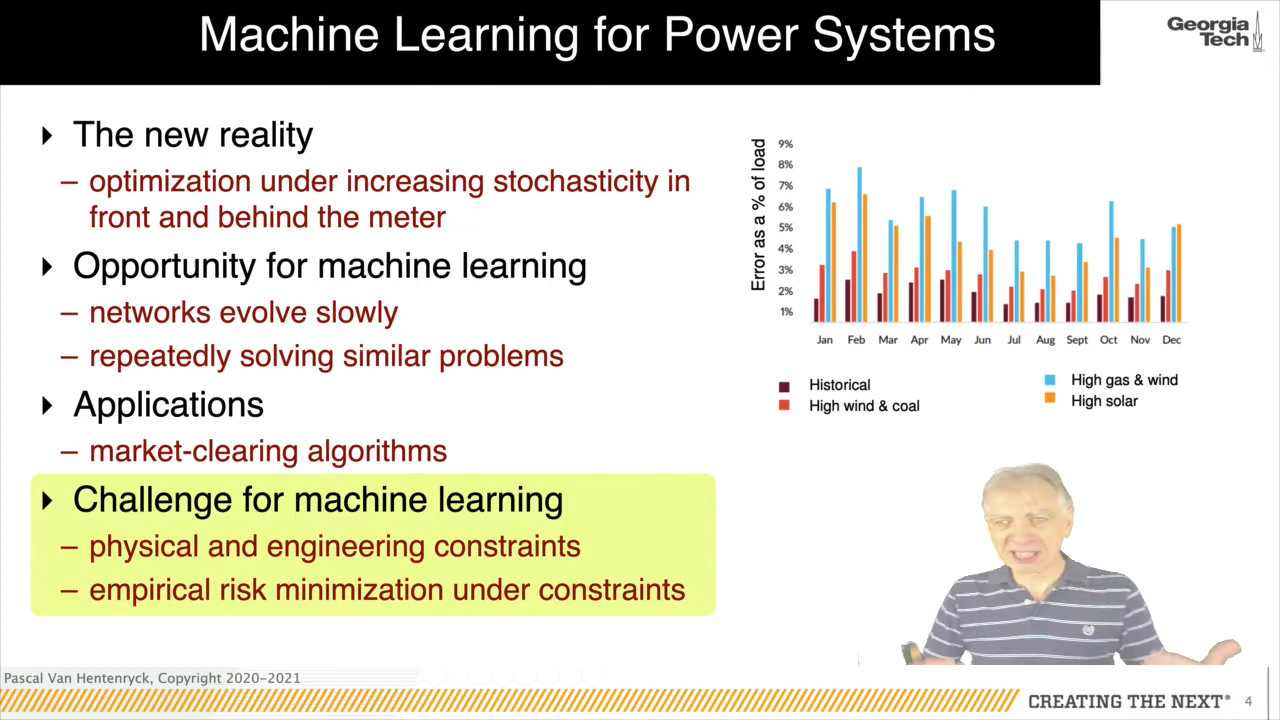 Machine Learning for Power Systems
Georgia
Tech
The new reality
– optimization under increasing stochasticity in
front and behind the meter
Opportunity for machine learning
– networks evolve slowly
– repeatedly solving similar problems
Applications
– market-clearing algorithms
Challenge for machine learning
– physical and engineering constraints
– empirical risk minimization under constraints
Error as a % of load
9%
8%
7%
6%
5%
4%
3%
2%
1%
Jan Feb Mar Apr May Jun Jul Aug Sept Oct Nov Dec
Historical
High wind & coal
High gas & wind
High solar
Pascal Van Hentenryck, Copyright 2020-2021
CREATING THE NEXT®
4